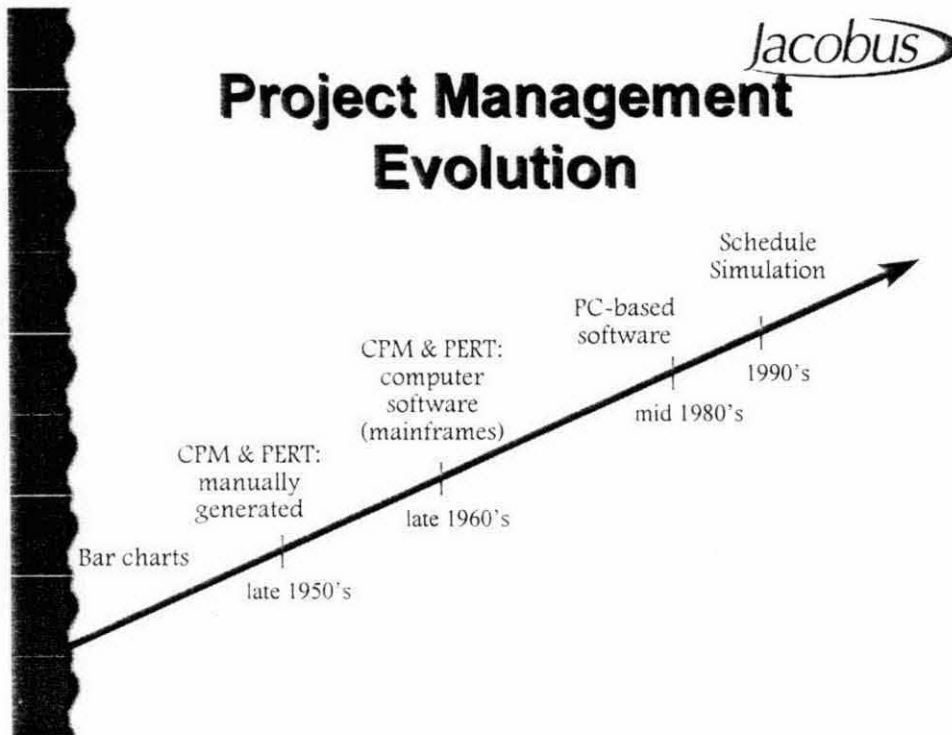 Jacobus
Project Management
Evolution
Schedule
Simulation
PC-based
software
1990's
CPM & PERT:
computer
software
(mainframes)
mid 1980's
CPM & PERT:
manually
generated
late 1960's
Bar charts
late 1950's